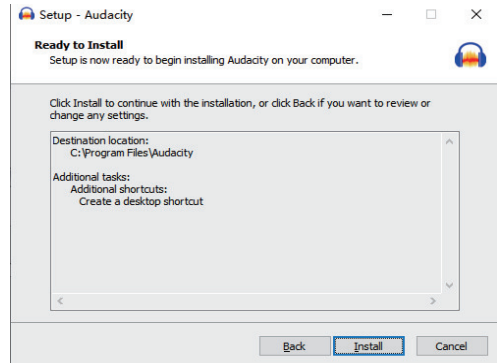 Setup - Audacity
Ready to Install
Setup is now ready to begin installing Audacity on your computer.
Click Install to continue with the installation, or click Back if you want to review or
change any settings.
Destination location:
C:\Program Files\Audacity
Additional tasks:
Additional shortcuts:
Create a desktop shortcut
Back
Install
Cancel